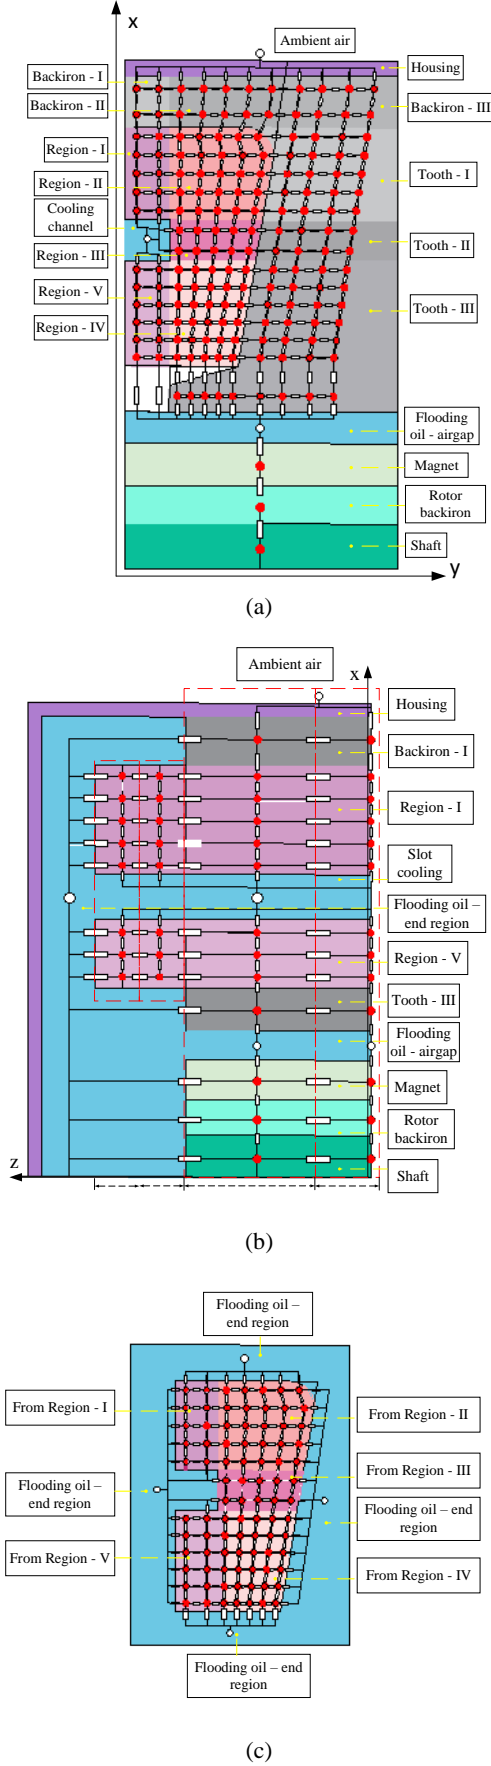 x
Ambient air
Housing
Backiron - I
Backiron - II
Backiron - III
Region - I
Region - II
Tooth - I
Cooling
channel
Tooth - II
Region - III
Region - V
Tooth - III
Region - IV
Flooding
oil - airgap
Magnet
Rotor
backiron
Shaft
y
(a)
Ambient air
x
Housing
Backiron - I
Region - I
Slot
cooling
Flooding oil –
end region
Region - V
Tooth - III
Flooding
oil - airgap
Magnet
Rotor
backiron
z
Shaft
(b)
Flooding oil –
end region
From Region - I
From Region - II
From Region - III
Flooding oil –
end region
Flooding oil – end
region
From Region - V
From Region - IV
Flooding oil – end
region
(c)